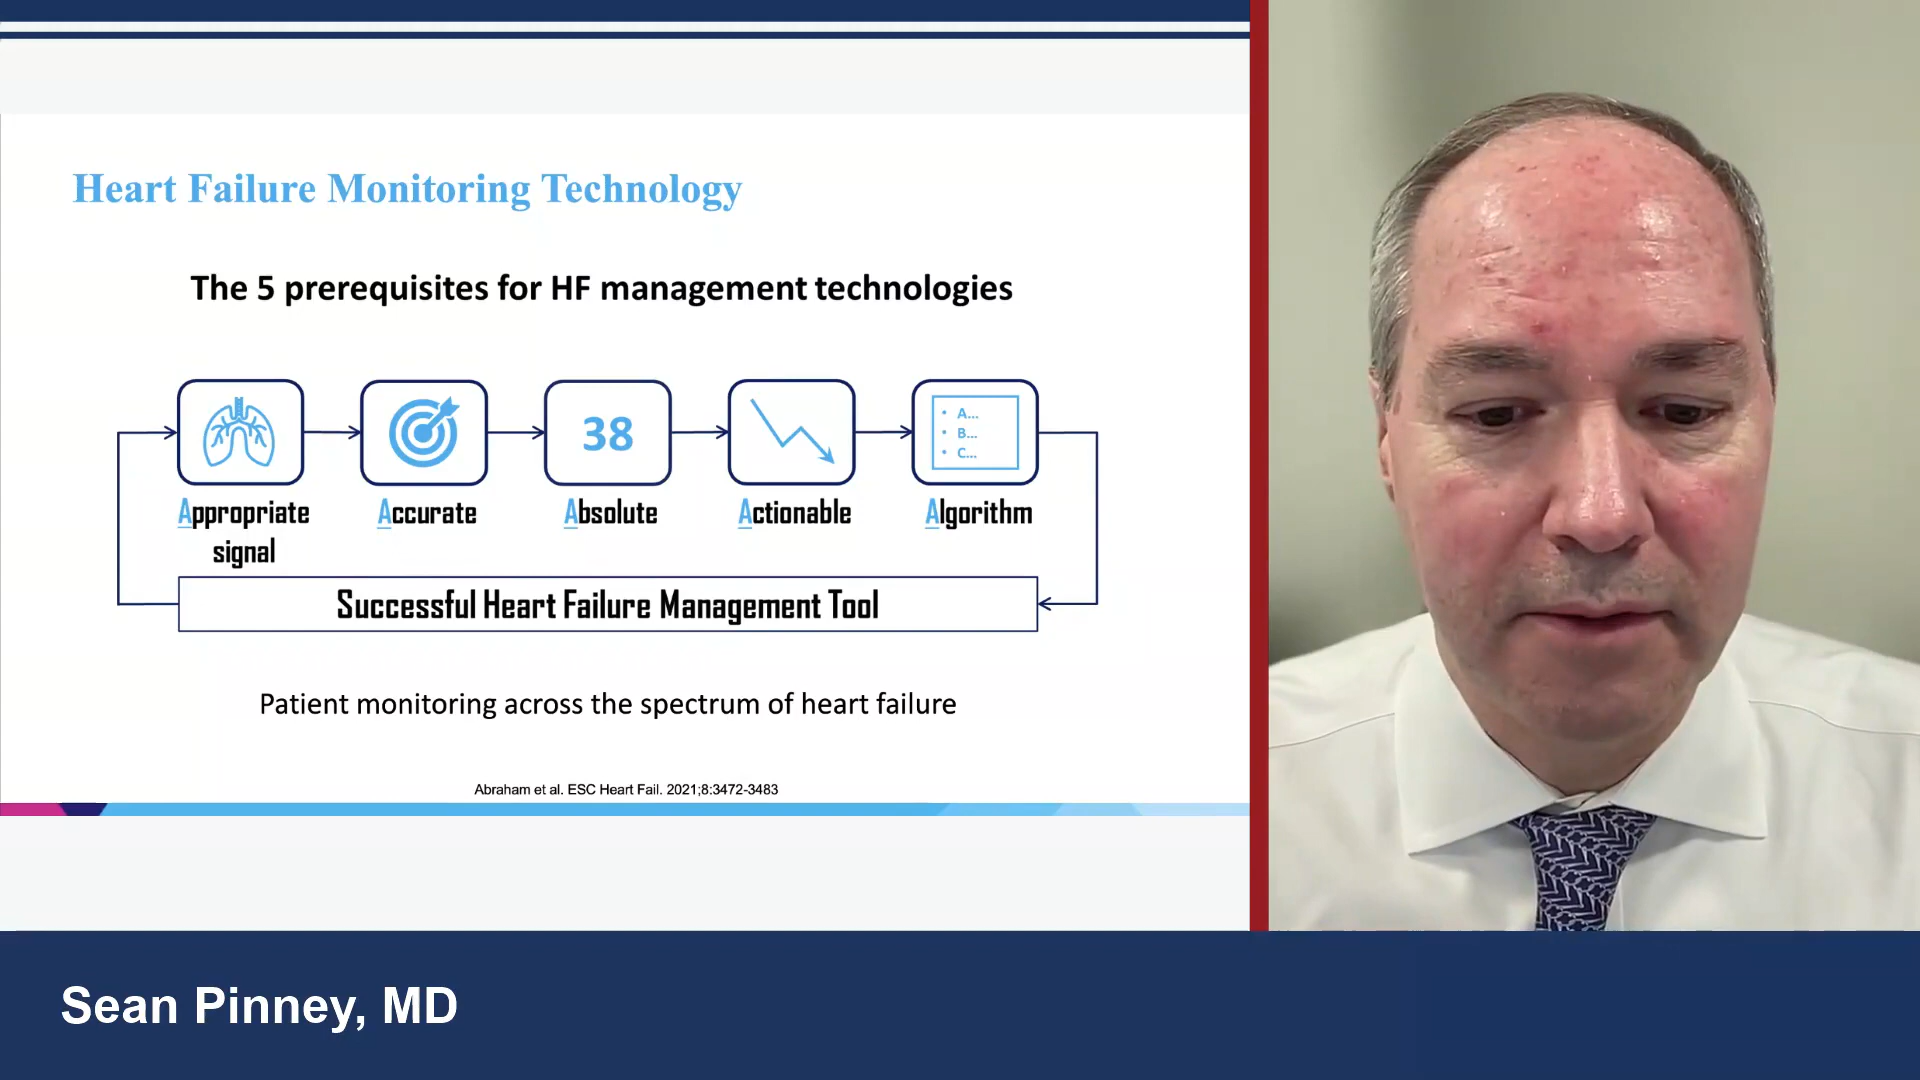 Heart Failure Monitoring Technology
The 5 prerequisites for HF management technologies
38
• A...
• B...
• C...
Appropriate signal
Accurate
Absolute
Actionable
Algorithm
Successful Heart Failure Management Tool
Patient monitoring across the spectrum of heart failure
Abraham et al. ESC Heart Fail. 2021;8:3472-3483
Sean Pinney, MD